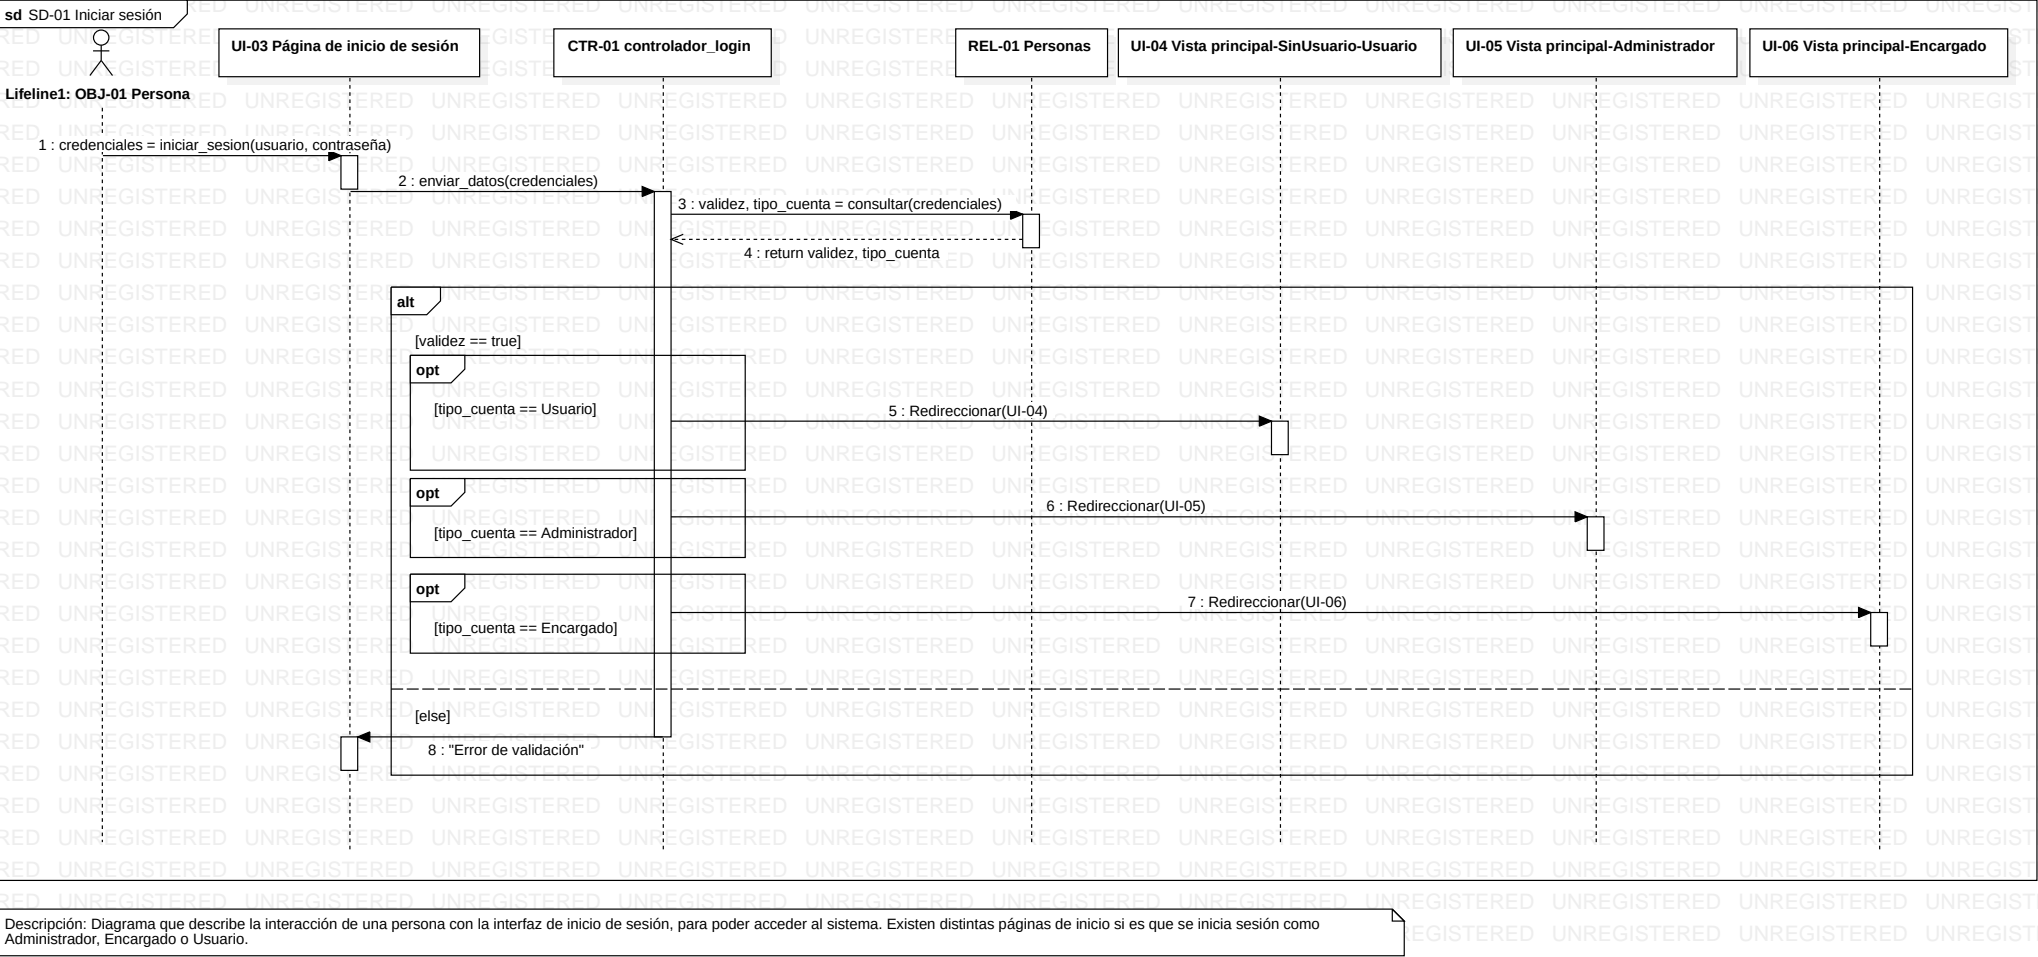 sd SD-01 Iniciar sesión
UI-03 Página de inicio de sesión
CTR-01 controlador_login
REL-01 Personas
UI-04 Vista principal-SinUsuario-Usuario
UI-05 Vista principal-Administrador
UI-06 Vista principal-Encargado
Lifeline1: OBJ-01 Persona
1 : credenciales = iniciar_sesion(usuario, contraseña)
2 : enviar_datos(credenciales)
3 : validez, tipo_cuenta = consultar(credenciales)
4 : return validez, tipo_cuenta
alt
[validez == true]
opt
[tipo_cuenta == Usuario]
5 : Redireccionar(UI-04)
opt
[tipo_cuenta == Administrador]
6 : Redireccionar(UI-05)
opt
[tipo_cuenta == Encargado]
7 : Redireccionar(UI-06)
[else]
8 : "Error de validación"
Descripción: Diagrama que describe la interacción de una persona con la interfaz de inicio de sesión, para poder acceder al sistema. Existen distintas páginas de inicio si es que se inicia sesión como
Administrador, Encargado o Usuario.
UNREGISTERED